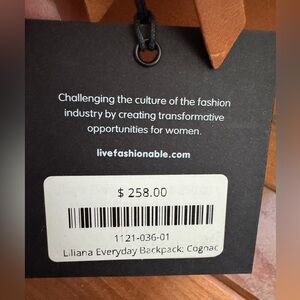 Challenging the culture of the fashion
industry by creating transformative
opportunities for women.
livefashionable.com
$ 258.00
1121-036-01
Liliana Everyday Backpack: Cognac